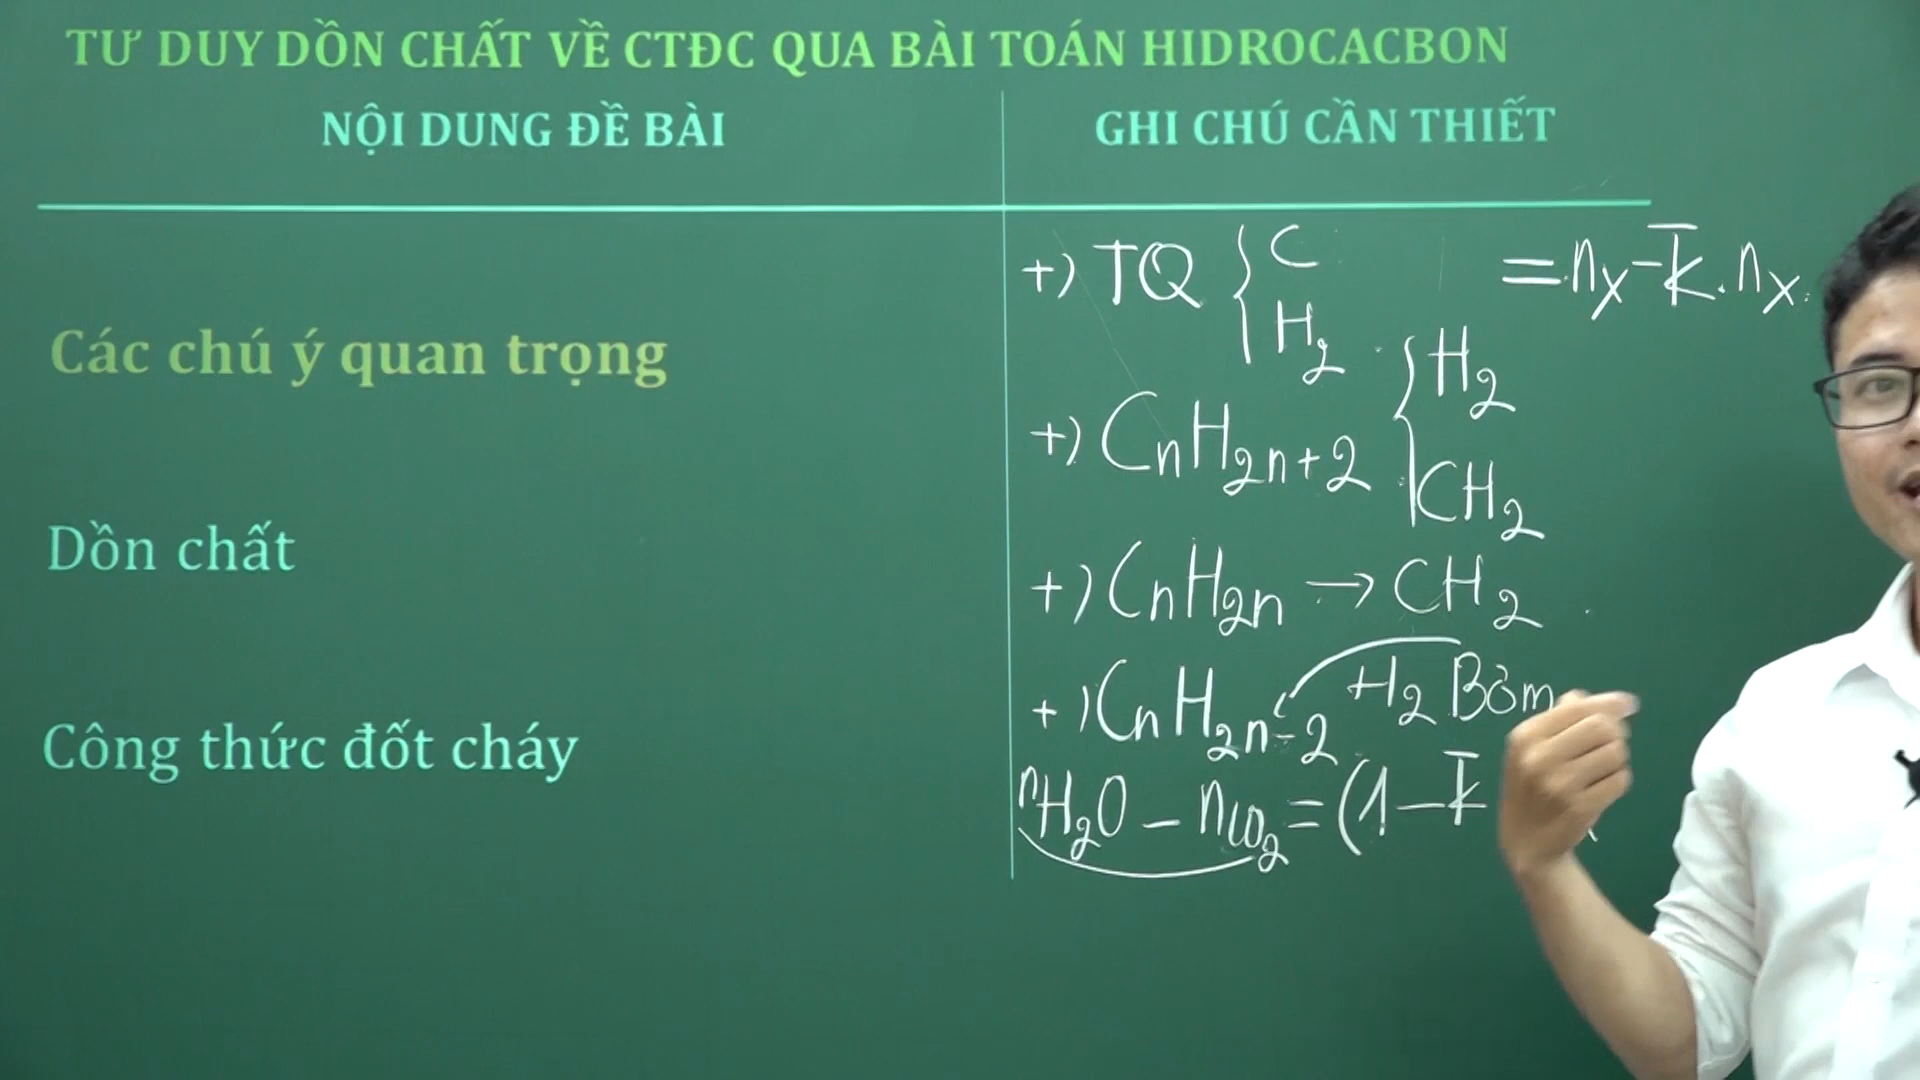 TƯ DUY DỒN CHẤT VỀ CTĐC QUA BÀI TOÁN HIDROCACBON
NỘI DUNG ĐỀ BÀI
GHI CHÚ CẦN THIẾT
Các chú ý quan trọng
Dồn chất
Công thức đốt cháy
+) TQ { C H₂
= nₓ - k̅ . nₓ
+) CₙH₂ₙ₊₂ { H₂ CH₂
+) CₙH₂ₙ → CH₂
+) CₙH₂ₙ₋₂ H₂ Bơm
nH₂O - nCO₂ = (1 - k̅